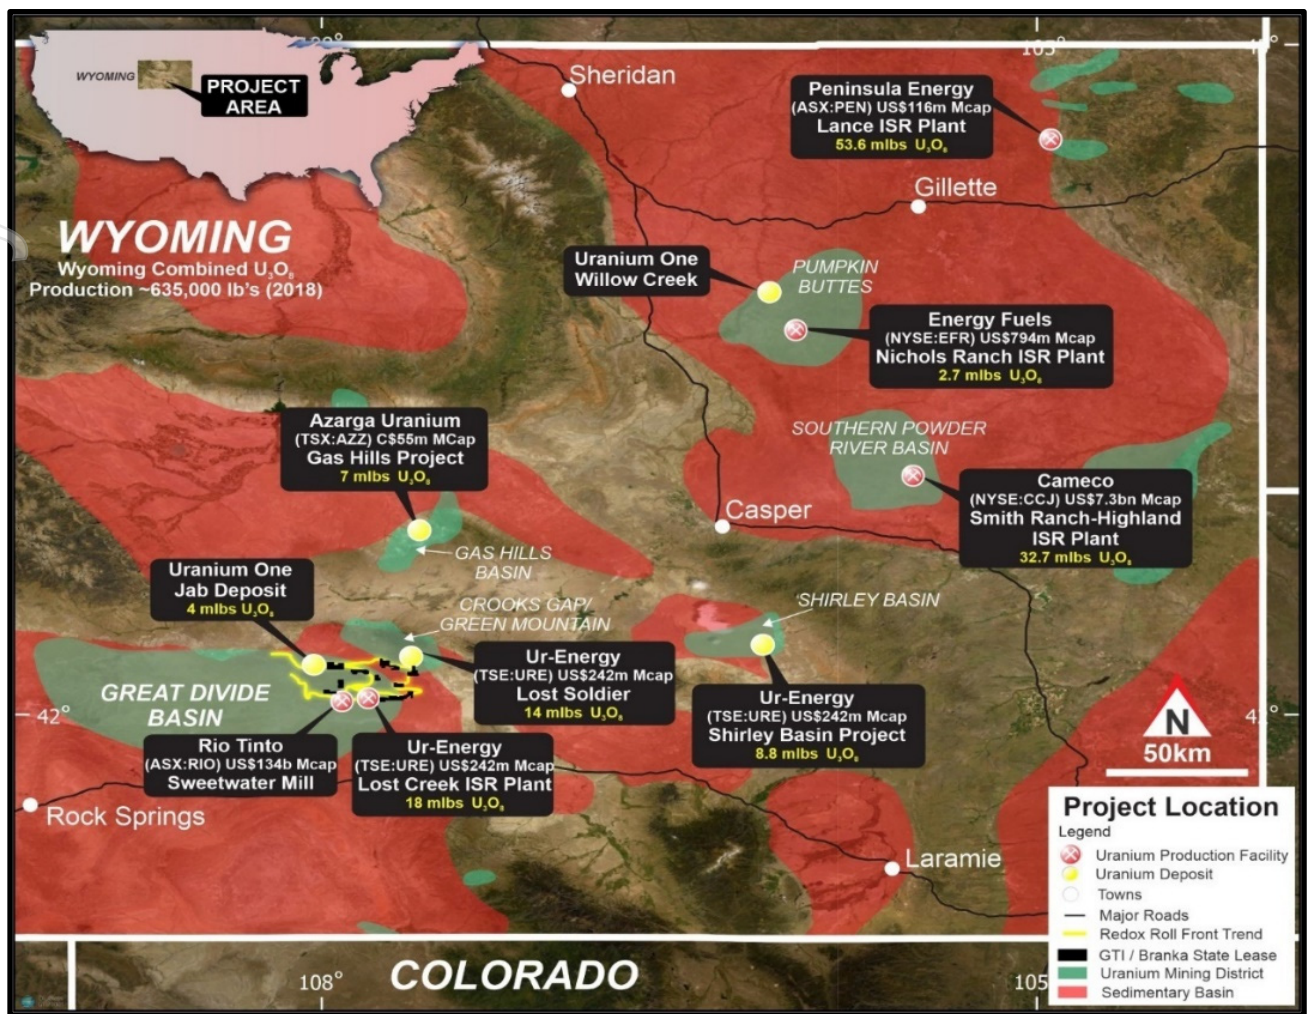 WYOMING
PROJECT
AREA
WYOMING
Wyoming Combined U₃O₈
Production ~635,000 lb's (2018)
Sheridan
Peninsula Energy
(ASX:PEN) US$116m Mcap
Lance ISR Plant
53.6 mlbs U₃O₈
Gillette
Uranium One
Willow Creek
PUMPKIN
BUTTES
Energy Fuels
(NYSE:EFR) US$794m Mcap
Nichols Ranch ISR Plant
2.7 mlbs U₃O₈
Azarga Uranium
(TSX:AZZ) C$55m MCap
Gas Hills Project
7 mlbs U₃O₈
SOUTHERN POWDER
RIVER BASIN
Cameco
(NYSE:CCJ) US$7.3bn Mcap
Smith Ranch-Highland
ISR Plant
32.7 mlbs U₃O₈
Casper
GAS HILLS
BASIN
Uranium One
Jab Deposit
4 mlbs U₃O₈
CROOKS GAP/
GREEN MOUNTAIN
SHIRLEY BASIN
Ur-Energy
(TSE:URE) US$242m Mcap
Lost Soldier
14 mlbs U₃O₈
Ur-Energy
(TSE:URE) US$242m Mcap
Shirley Basin Project
8.8 mlbs U₃O₈
GREAT DIVIDE
BASIN
42°
Rio Tinto
(ASX:RIO) US$134b Mcap
Sweetwater Mill
Ur-Energy
(TSE:URE) US$242m Mcap
Lost Creek ISR Plant
18 mlbs U₃O₈
N
50km
Rock Springs
Laramie
Project Location
Legend
Uranium Production Facility
Uranium Deposit
Towns
Major Roads
Redox Roll Front Trend
GTI / Branka State Lease
Uranium Mining District
Sedimentary Basin
108°
COLORADO
105